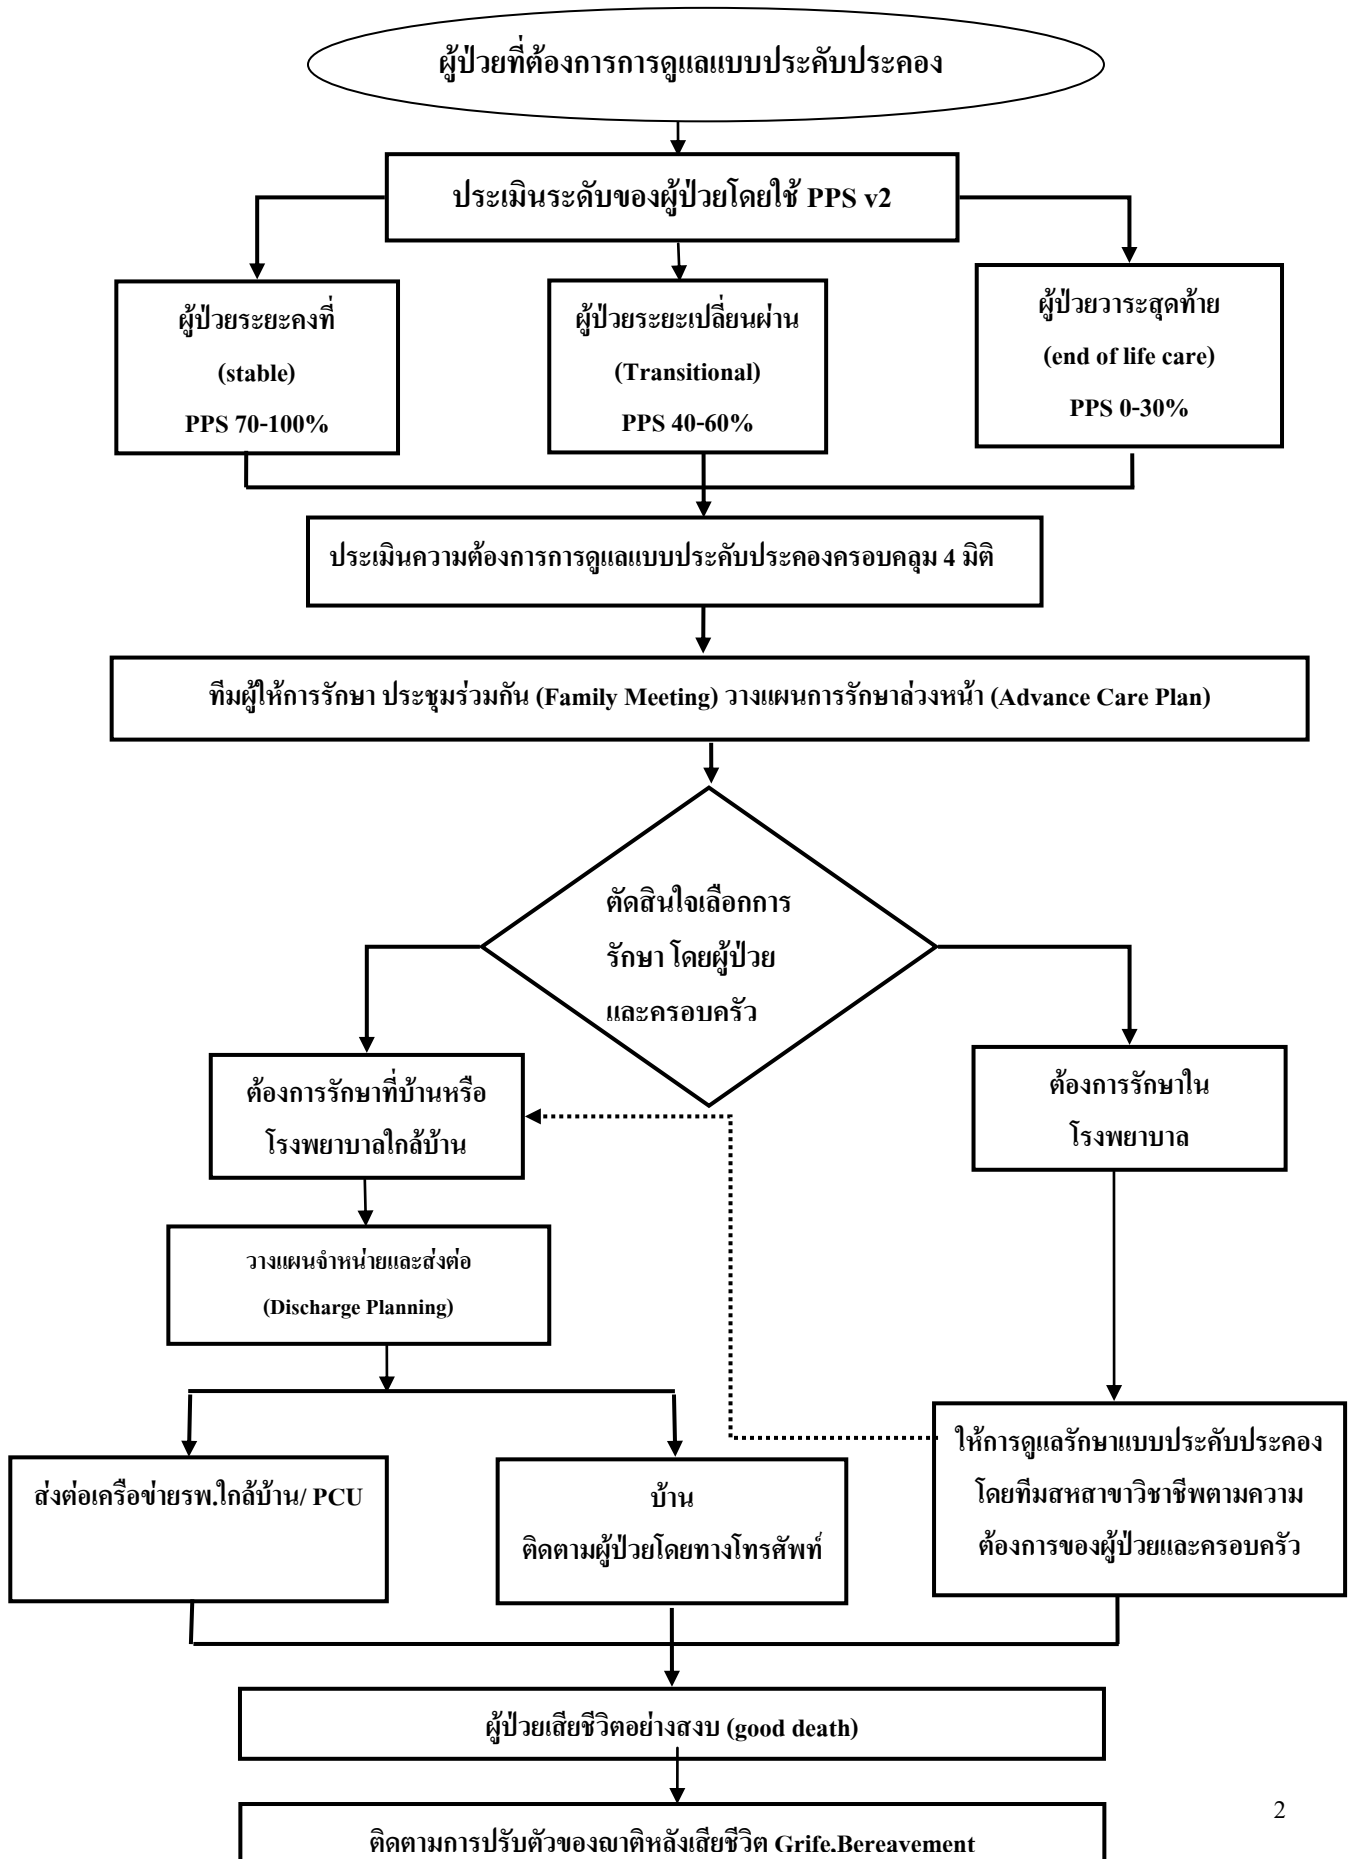 ผู้ป่วยที่ต้องการการดูแลแบบประคับประคอง
ประเมินระดับของผู้ป่วยโดยใช้ PPS v2
ผู้ป่วยระยะคงที่
(stable)
PPS 70-100%
ผู้ป่วยระยะเปลี่ยนผ่าน
(Transitional)
PPS 40-60%
ผู้ป่วยวาระสุดท้าย
(end of life care)
PPS 0-30%
ประเมินความต้องการการดูแลแบบประคับประคองครอบคลุม 4 มิติ
ทีมผู้ให้การรักษา ประชุมร่วมกัน (Family Meeting) วางแผนการรักษาล่วงหน้า (Advance Care Plan)
ตัดสินใจเลือกการ
รักษา โดยผู้ป่วย
และครอบครัว
ต้องการรักษาที่บ้านหรือ
โรงพยาบาลใกล้บ้าน
ต้องการรักษาใน
โรงพยาบาล
วางแผนจำหน่ายและส่งต่อ
(Discharge Planning)
ส่งต่อเครือข่ายรพ.ใกล้บ้าน/ PCU
บ้าน
ติดตามผู้ป่วยโดยทางโทรศัพท์
ให้การดูแลรักษาแบบประคับประคอง
โดยทีมสหสาขาวิชาชีพตามความ
ต้องการของผู้ป่วยและครอบครัว
ผู้ป่วยเสียชีวิตอย่างสงบ (good death)
ติดตามการปรับตัวของญาติหลังเสียชีวิต Grife.Bereavement
2